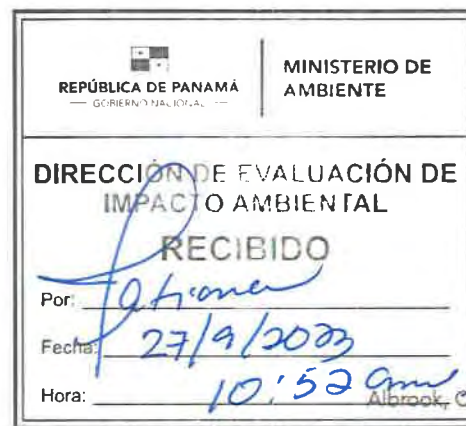 REPÚBLICA DE PANAMÁ
— GOBIERNO NACIONAL —
MINISTERIO DE
AMBIENTE
DIRECCIÓN DE EVALUACIÓN DE
IMPACTO AMBIENTAL
RECIBIDO
Por: Tatiana
Fecha: 27/9/2023
Hora: 10:52 am
Albrook, C